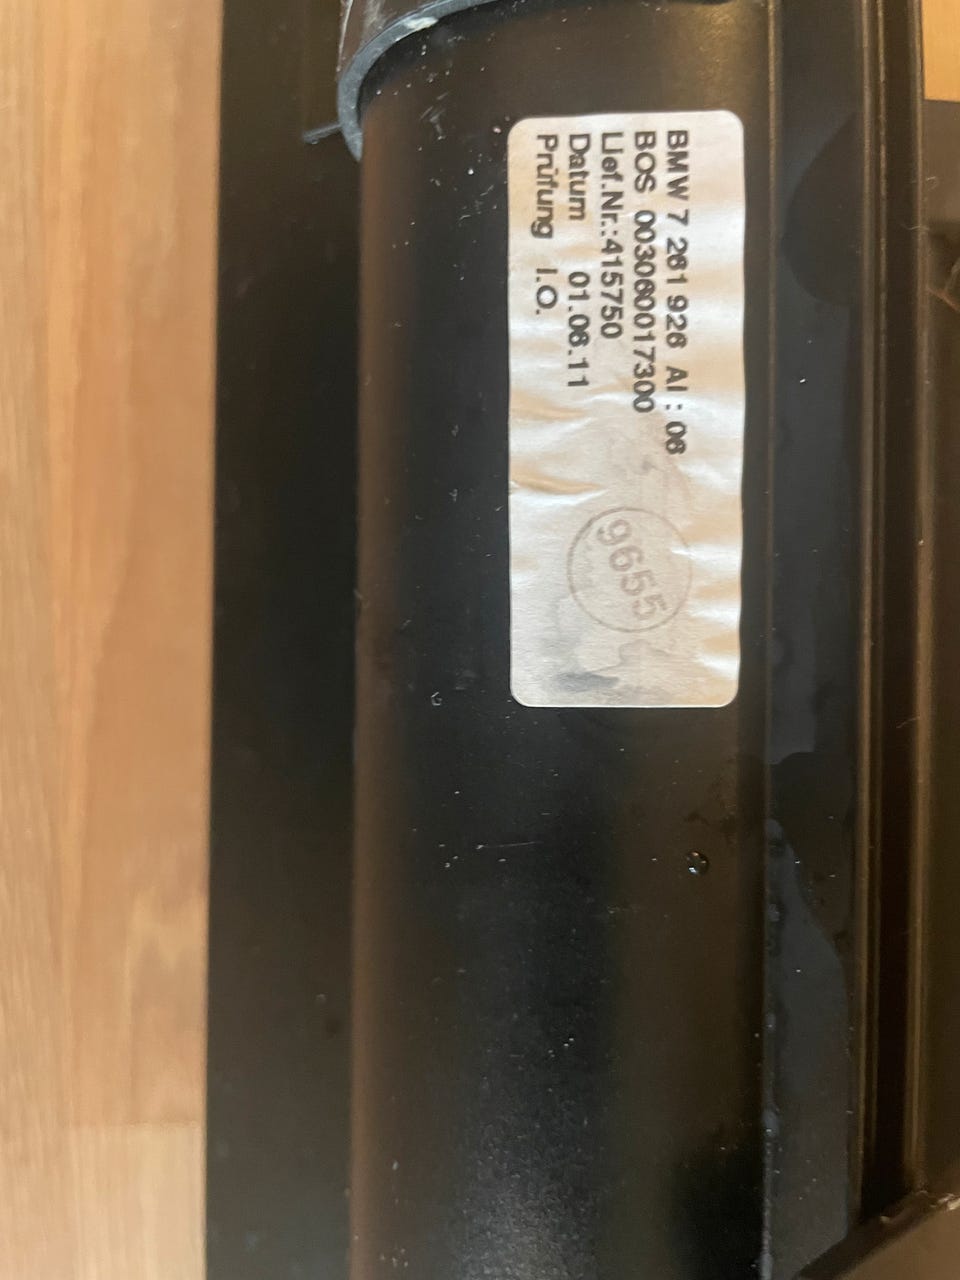 BMW 7 261 926 AI : 06
BOS 003060017300
Lief.Nr.:415750
Datum 01.06.11
Prüfung I.O.
9655